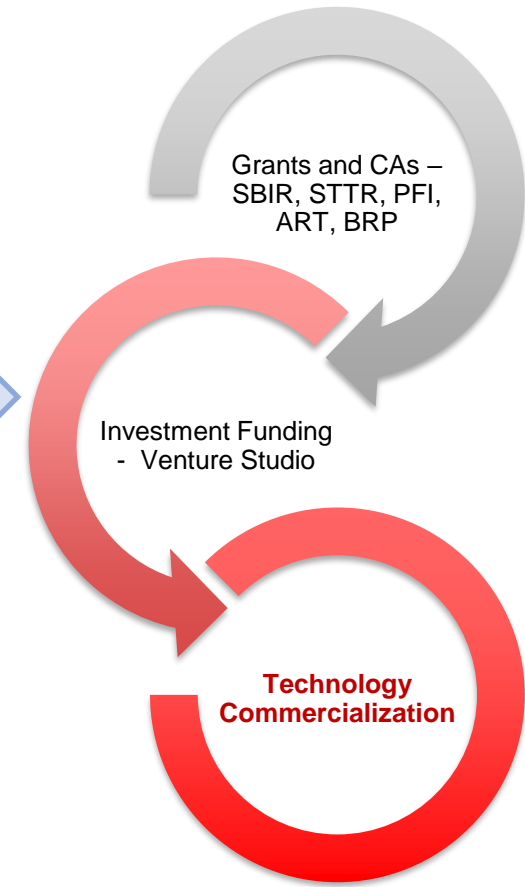 Grants and CAs –
SBIR, STTR, PFI,
ART, BRP
Investment Funding
- Venture Studio
Technology
Commercialization